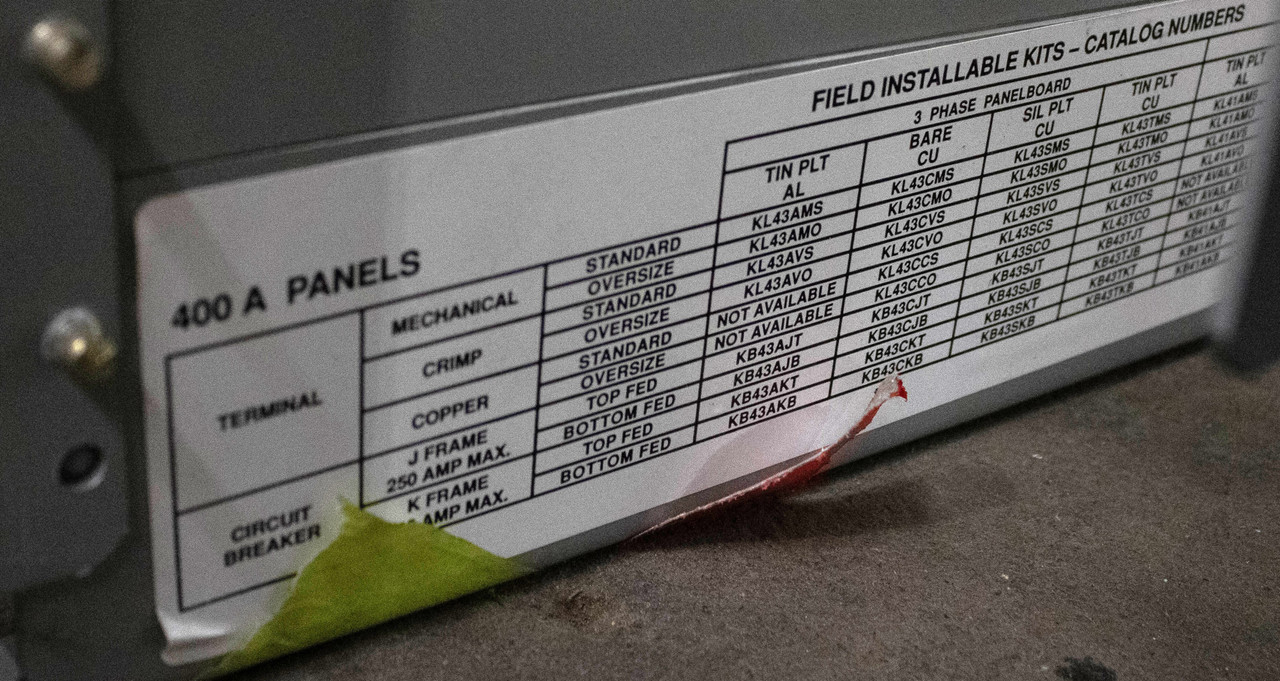 FIELD INSTALLABLE KITS – CATALOG NUMBERS
400 A PANELS
3 PHASE PANELBOARD
TIN PLT AL BARE CU SIL PLT CU TIN PLT CU TIN PLT AL
TERMINAL MECHANICAL STANDARD KL43AMS KL43CMS KL43SMS KL43TMS KL41AMS
OVERSIZE KL43AMO KL43CMO KL43SMO KL43TMO KL41AMO
CRIMP STANDARD KL43AVS KL43CVS KL43SVS KL43TVS KL41AVS
OVERSIZE KL43AVO KL43CVO KL43SVO KL43TVO KL41AVO
COPPER STANDARD NOT AVAILABLE KL43CCS KL43SCS KL43TCS NOT AVAILABLE
OVERSIZE NOT AVAILABLE KL43CCO KL43SCO KL43TCO NOT AVAILABLE
CIRCUIT BREAKER J FRAME 250 AMP MAX. TOP FED KB43AJT KB43CJT KB43SJT KB43TJT KB41AJT
BOTTOM FED KB43AJB KB43CJB KB43SJB KB43TJB KB41AJB
K FRAME AMP MAX. TOP FED KB43AKT KB43CKT KB43SKT KB43TKT KB41AKT
BOTTOM FED KB43AKB KB43CKB KB43SKB KB43TKB KB41AKB